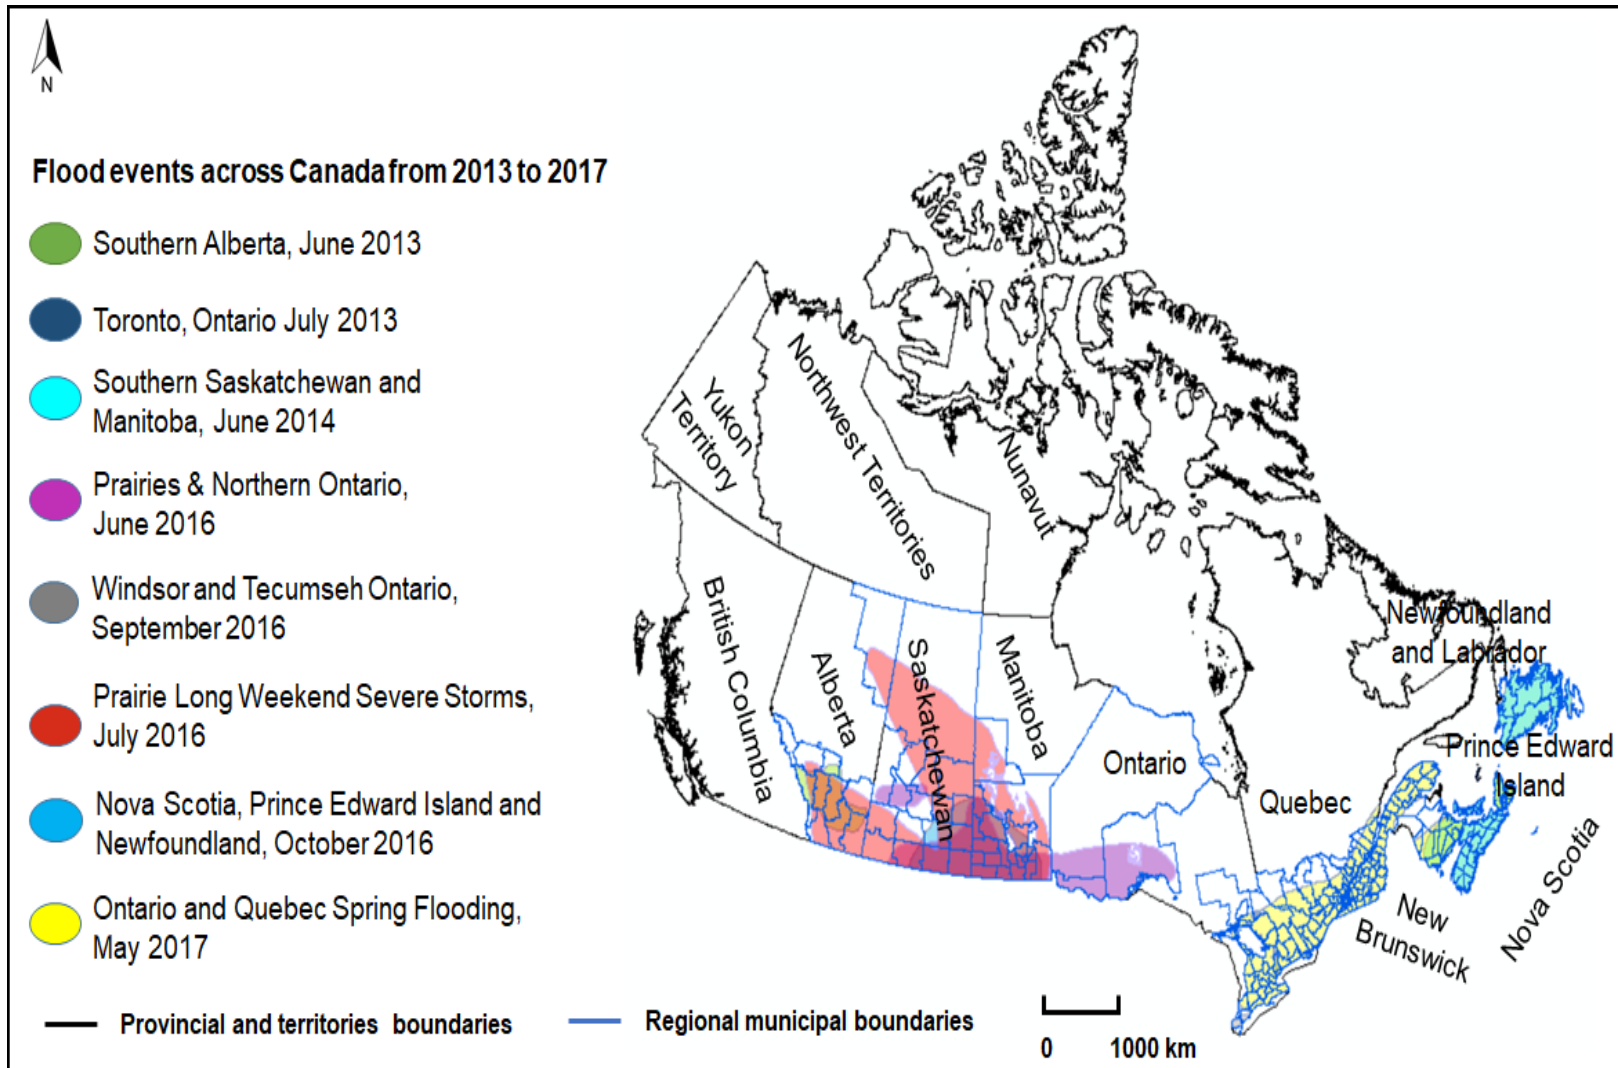 N
Flood events across Canada from 2013 to 2017
Southern Alberta, June 2013
Toronto, Ontario July 2013
Southern Saskatchewan and
Manitoba, June 2014
Prairies & Northern Ontario,
June 2016
Windsor and Tecumseh Ontario,
September 2016
Prairie Long Weekend Severe Storms,
July 2016
Nova Scotia, Prince Edward Island and
Newfoundland, October 2016
Ontario and Quebec Spring Flooding,
May 2017
Provincial and territories boundaries
Regional municipal boundaries
0 1000 km
Yukon
Territory
Northwest Territories
Nunavut
British Columbia
Alberta
Saskatchewan
Manitoba
Ontario
Quebec
Newfoundland
and Labrador
Prince Edward
Island
New
Brunswick
Nova Scotia